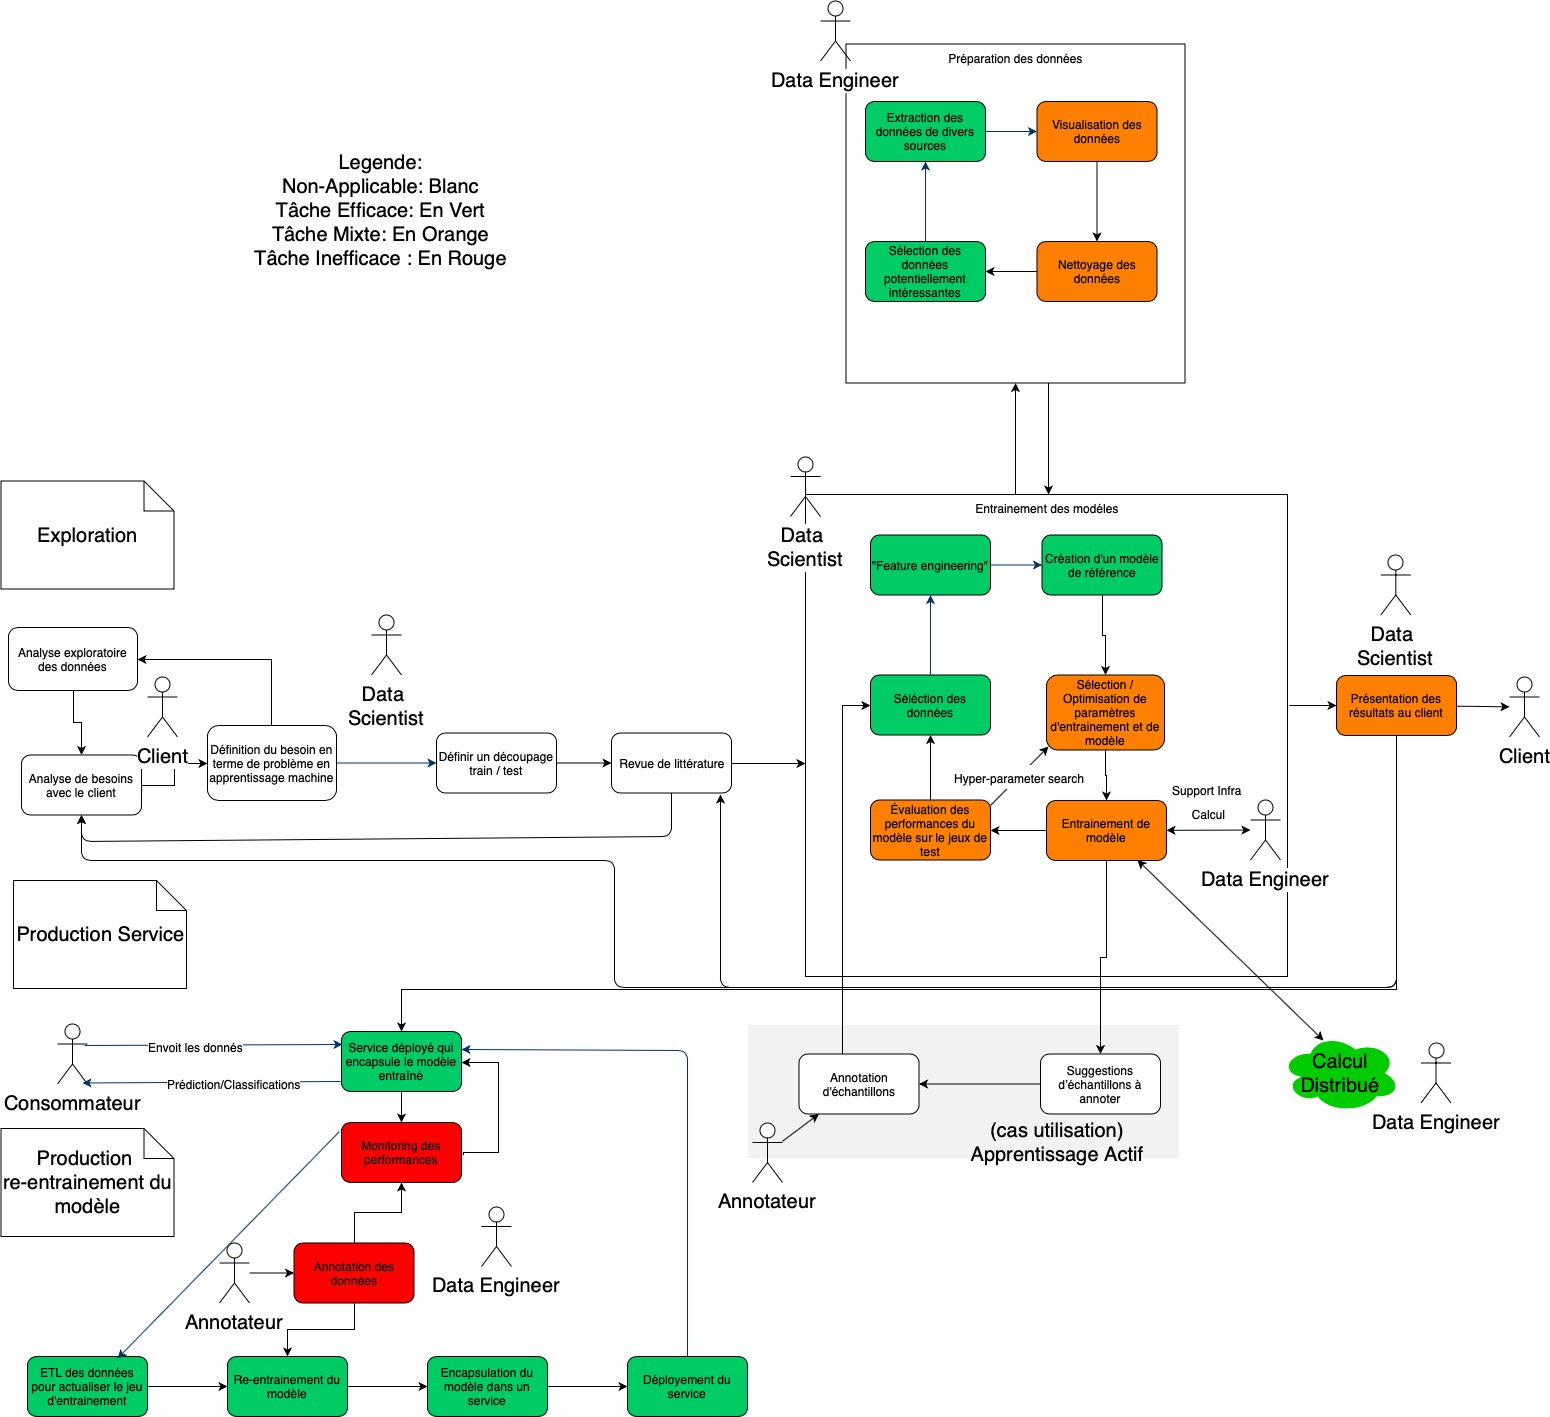 Data Engineer
Préparation des données
Extraction des
données de divers
sources
Visualisation des
données
Sélection des
données
potentiellement
intéressantes
Nettoyage des
données
Legende:
Non-Applicable: Blanc
Tâche Efficace: En Vert
Tâche Mixte: En Orange
Tâche Inefficace : En Rouge
Exploration
Data
Scientist
Entrainement des modéles
"Feature engineering"
Création d'un modèle
de référence
Séléction des
données
Sélection /
Optimisation de
paramètres
d'entrainement et de
modèle
Hyper-parameter search
Évaluation des
performances du
modèle sur le jeux de
test
Entrainement de
modèle
Support Infra
Calcul
Data Engineer
Data
Scientist
Présentation des
résultats au client
Client
Analyse exploratoire
des données
Client
Analyse de besoins
avec le client
Définition du besoin en
terme de problème en
apprentissage machine
Data
Scientist
Définir un découpage
train / test
Revue de littérature
Production Service
Consommateur
Envoit les donnés
Prédiction/Classifications
Service déployé qui
encapsule le modèle
entraîné
Annotation
d'échantillons
Suggestions
d'échantillons à
annoter
(cas utilisation)
Apprentissage Actif
Annotateur
Calcul
Distribué
Data Engineer
Production
re-entrainement du
modèle
Monitoring des
performances
Annotation des
données
Data Engineer
Annotateur
ETL des données
pour actualiser le jeu
d'entrainement
Re-entrainement du
modèle
Encapsulation du
modèle dans un
service
Déployement du
service